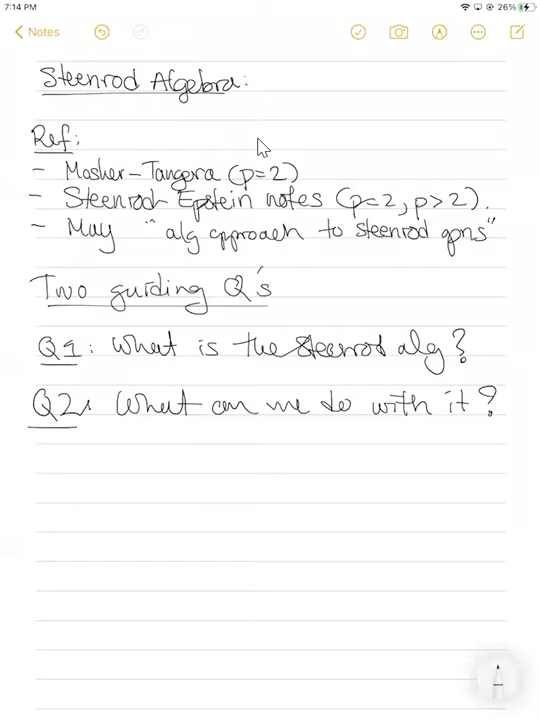 7:14 PM
26%
Notes
Steenrod Algebra:
Ref:
- Mosher-Tangora (p=2)
- Steenrod Epstein notes (p=2, p>2).
- May "alg approach to steenrod opns"
Two guiding Q's
Q1: What is the steenrod alg?
Q2: What can we do with it?